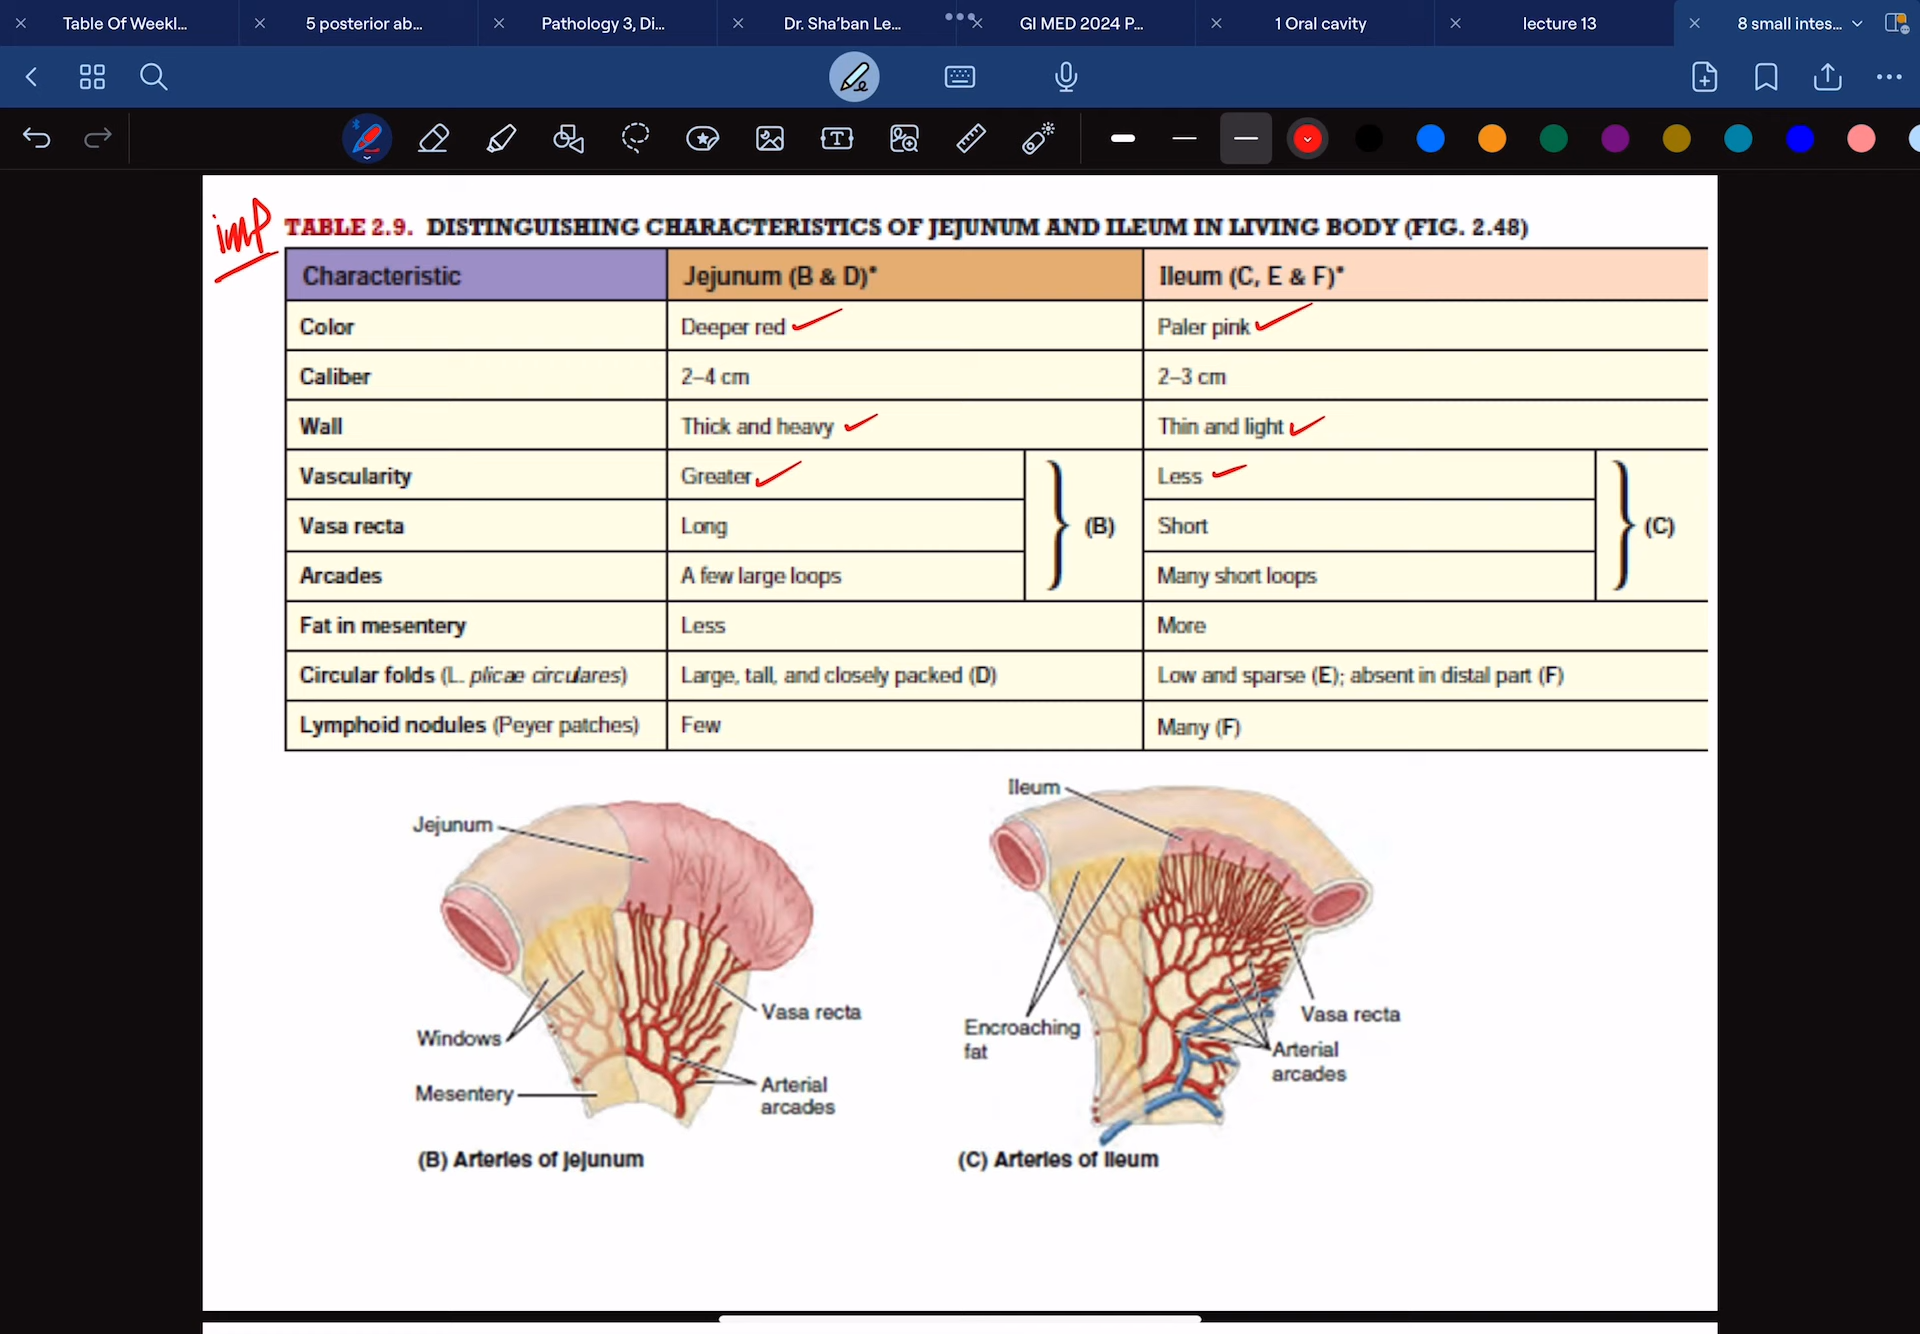 Table Of Weekl...
5 posterior ab...
Pathology 3, Di...
Dr. Sha'ban Le...
GI MED 2024 P...
1 Oral cavity
lecture 13
8 small intes...
imp
TABLE 2.9. DISTINGUISHING CHARACTERISTICS OF JEJUNUM AND ILEUM IN LIVING BODY (FIG. 2.48)
Characteristic Jejunum (B & D)* Ileum (C, E & F)*
Color Deeper red Paler pink
Caliber 2–4 cm 2–3 cm
Wall Thick and heavy Thin and light
Vascularity Greater Less
Vasa recta Long (B) Short (C)
Arcades A few large loops Many short loops
Fat in mesentery Less More
Circular folds (L. plicae circulares) Large, tall, and closely packed (D) Low and sparse (E); absent in distal part (F)
Lymphoid nodules (Peyer patches) Few Many (F)
Jejunum
Windows
Mesentery
Vasa recta
Arterial
arcades
(B) Arteries of jejunum
Ileum
Encroaching
fat
Vasa recta
Arterial
arcades
(C) Arteries of ileum